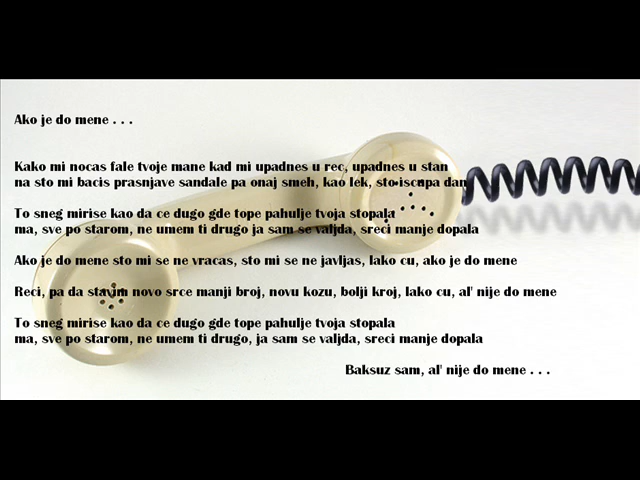 Ako je do mene . . .
Kako mi nocas fale tvoje mane kad mi upadnes u rec, upadnes u stan
na sto mi bacis prasnjave sandale pa onaj smeh, kao lek, sto iscupa dan
To sneg mirise kao da ce dugo gde tope pahulje tvoja stopala
ma, sve po starom, ne umem ti drugo ja sam se valjda, sreci manje dopala
Ako je do mene sto mi se ne vracas, sto mi se ne javljas, lako cu, ako je do mene
Reci, pa da stavim novo srce manji broj, novu kozu, bolji kroj, lako cu, al' nije do mene
To sneg mirise kao da ce dugo gde tope pahulje tvoja stopala
ma, sve po starom, ne umem ti drugo, ja sam se valjda, sreci manje dopala
Baksuz sam, al' nije do mene . . .